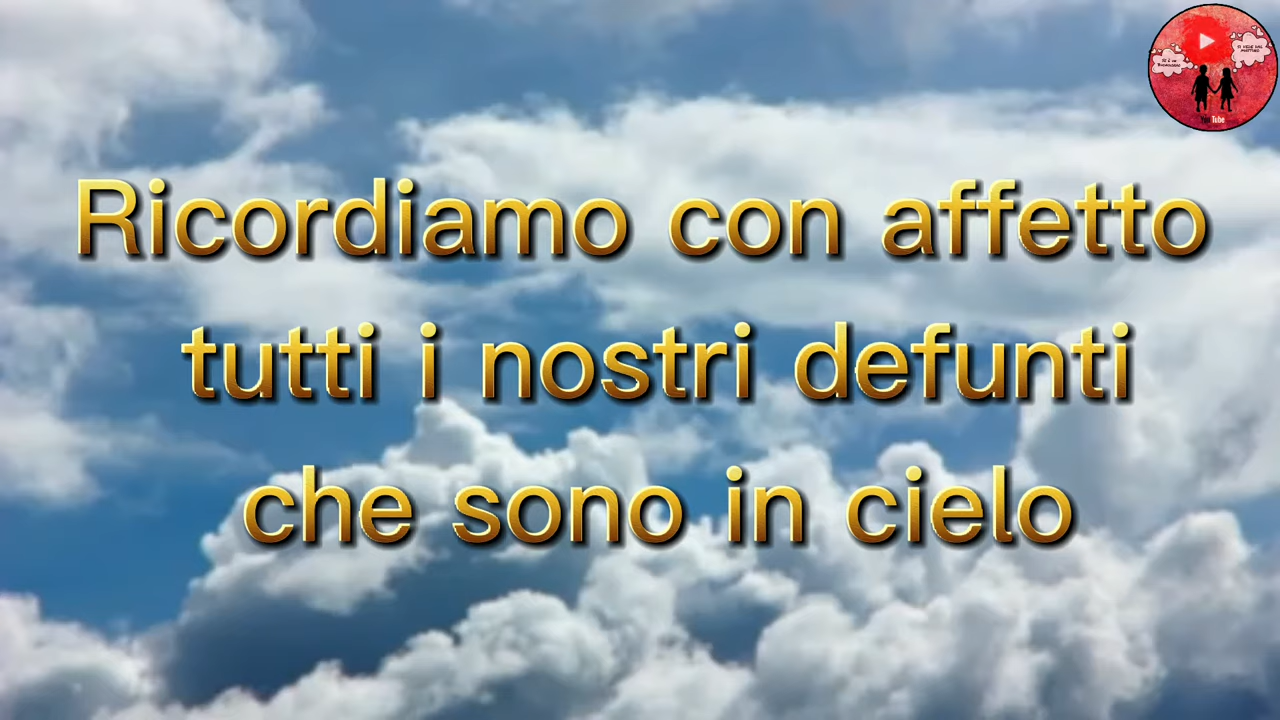 Ricordiamo con affetto
tutti i nostri defunti
che sono in cielo